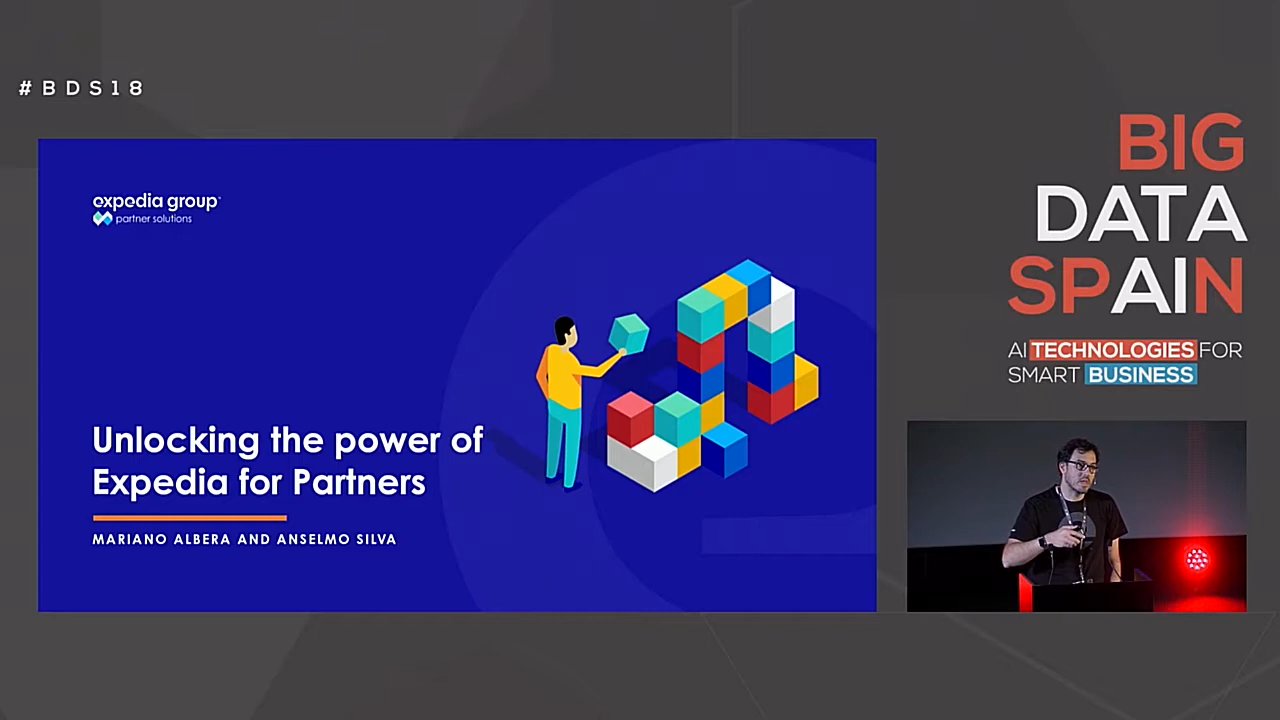 #BDS18
expedia group
partner solutions
Unlocking the power of
Expedia for Partners
MARIANO ALBERA AND ANSELMO SILVA
BIG
DATA
SPAIN
AI TECHNOLOGIES FOR
SMART BUSINESS